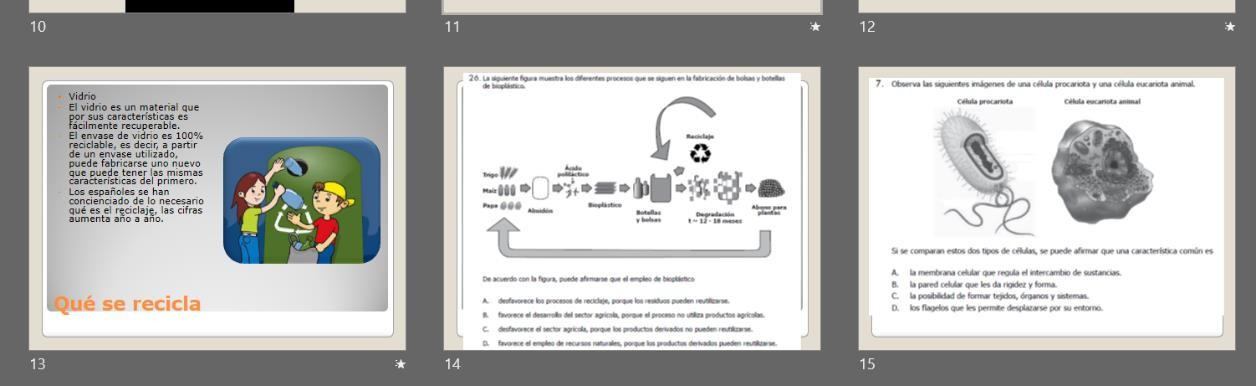 10
11
12
Vidrio
El vidrio es un material que
por sus características es
fácilmente recuperable.
El envase de vidrio es 100%
reciclable, es decir, a partir
de un envase utilizado,
puede fabricarse uno nuevo
que puede tener las mismas
características del primero.
Los españoles se han
concienciado de lo necesario
qué es el reciclaje, las cifras
aumenta año a año.
Qué se recicla
13
26. La siguiente figura muestra los diferentes procesos que se siguen en la fabricación de bolsas y botellas
de bioplástico.
Reciclaje
Trigo
Maíz
Papa
Almidón
Ácido
poliláctico
Bioplástico
Botellas
y bolsas
Degradación
t ~ 12 - 18 meses
Abono para
plantas
De acuerdo con la figura, puede afirmarse que el empleo de bioplástico
A. desfavorece los procesos de reciclaje, porque los residuos pueden reutilizarse.
B. favorece el desarrollo del sector agrícola, porque el proceso no utiliza productos agrícolas.
C. desfavorece el sector agrícola, porque los productos derivados no pueden reutilizarse.
D. favorece el empleo de recursos naturales, porque los productos derivados pueden reutilizarse.
14
7. Observa las siguientes imágenes de una célula procariota y una célula eucariota animal.
Célula procariota
Célula eucariota animal
Si se comparan estos dos tipos de células, se puede afirmar que una característica común es
A. la membrana celular que regula el intercambio de sustancias.
B. la pared celular que les da rigidez y forma.
C. la posibilidad de formar tejidos, órganos y sistemas.
D. los flagelos que les permite desplazarse por su entorno.
15